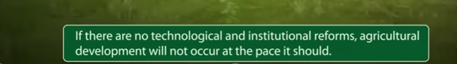 If there are no technological and institutional reforms, agricultural
development will not occur at the pace it should.